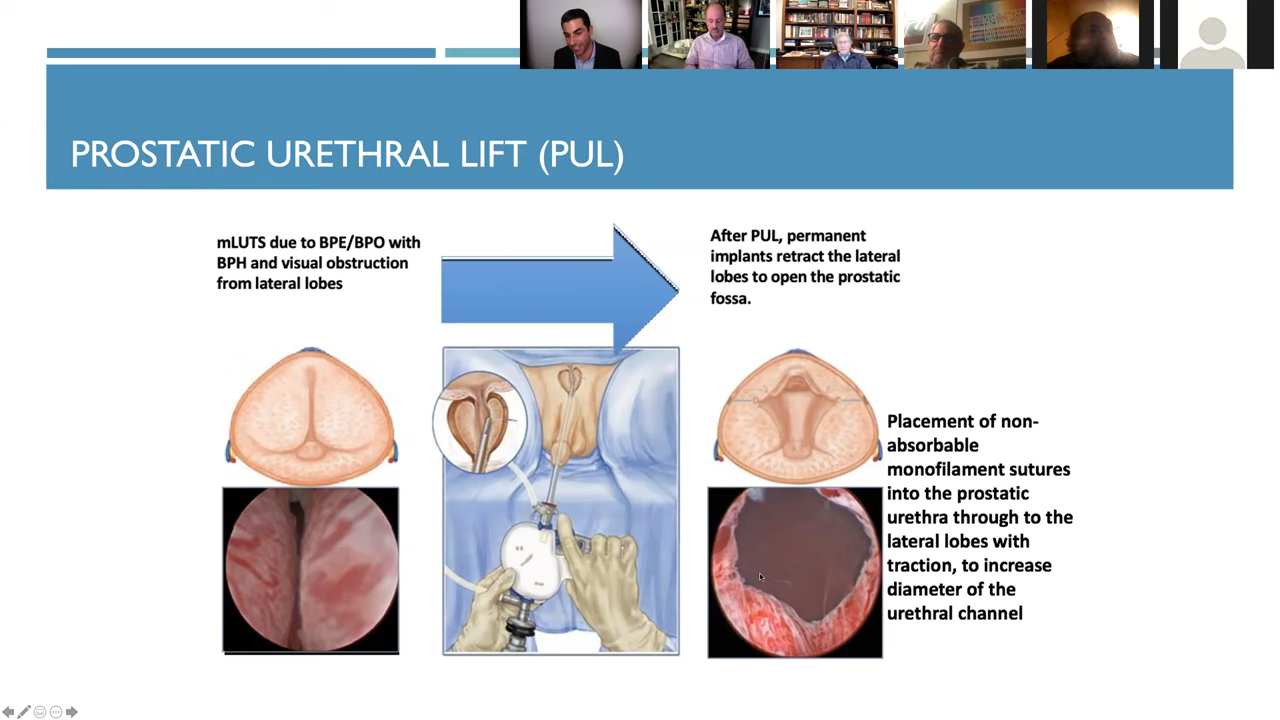 PROSTATIC URETHRAL LIFT (PUL)
mLUTS due to BPE/BPO with
BPH and visual obstruction
from lateral lobes
After PUL, permanent
implants retract the lateral
lobes to open the prostatic
fossa.
Placement of non-
absorbable
monofilament sutures
into the prostatic
urethra through to the
lateral lobes with
traction, to increase
diameter of the
urethral channel